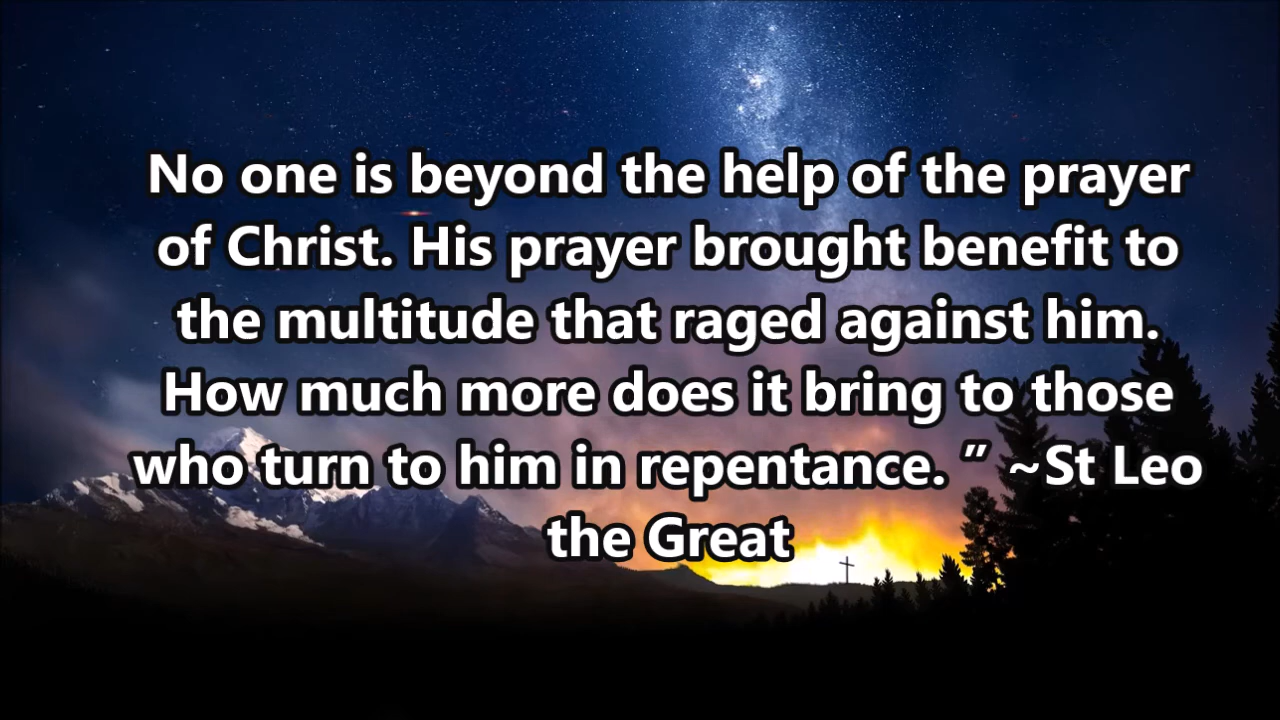 No one is beyond the help of the prayer
of Christ. His prayer brought benefit to
the multitude that raged against him.
How much more does it bring to those
who turn to him in repentance. ” ~St Leo
the Great